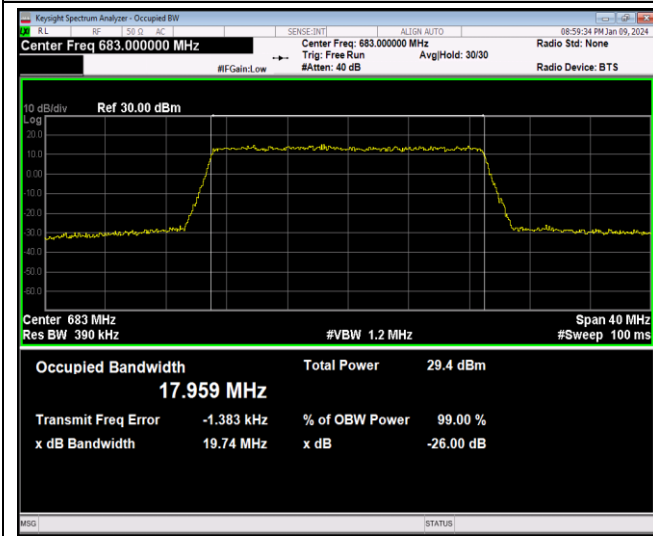 Keysight Spectrum Analyzer - Occupied BW
RL RF 50 Ω AC SENSE:INT ALIGN AUTO 08:59:34 PM Jan 09, 2024
Center Freq 683.000000 MHz Center Freq: 683.000000 MHz Radio Std: None
Trig: Free Run Avg|Hold: 30/30
#IFGain:Low #Atten: 40 dB Radio Device: BTS
10 dB/div Ref 30.00 dBm
Log
20.0
10.0
0.00
-10.0
-20.0
-30.0
-40.0
-50.0
-60.0
Center 683 MHz Span 40 MHz
Res BW 390 kHz #VBW 1.2 MHz #Sweep 100 ms
Occupied Bandwidth Total Power 29.4 dBm
17.959 MHz
Transmit Freq Error -1.383 kHz % of OBW Power 99.00 %
x dB Bandwidth 19.74 MHz x dB -26.00 dB
MSG STATUS